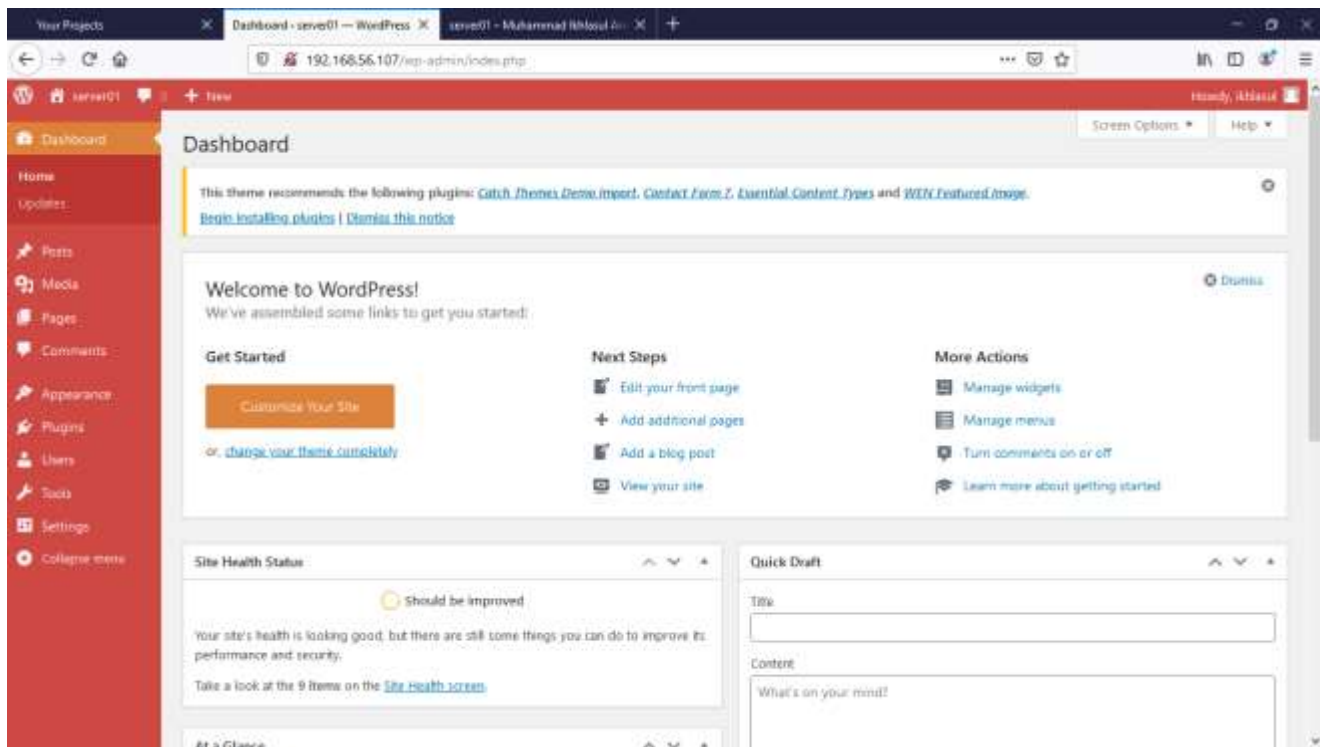 Your Projects
Dashboard ‹ server01 — WordPress
server01 – Muhammad Ikhlasul
192.168.56.107/wp-admin/index.php
server01
New
Howdy, ikhlasul
Dashboard
Home
Updates
Posts
Media
Pages
Comments
Appearance
Plugins
Users
Tools
Settings
Collapse menu
Screen Options
Help
Dashboard
This theme recommends the following plugins: Catch Themes Demo Import, Contact Form 7, Essential Content Types and WEN Featured Image.
Begin installing plugins | Dismiss this notice
Welcome to WordPress!
Dismiss
We've assembled some links to get you started:
Get Started
Customize Your Site
or, change your theme completely
Next Steps
Edit your front page
Add additional pages
Add a blog post
View your site
More Actions
Manage widgets
Manage menus
Turn comments on or off
Learn more about getting started
Site Health Status
Should be improved
Your site's health is looking good, but there are still some things you can do to improve its
performance and security.
Take a look at the 9 items on the Site Health screen.
At a Glance
Quick Draft
Title
Content
What's on your mind?